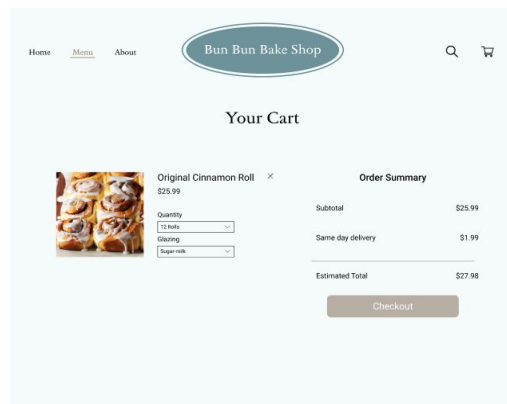 Home
Menu
About
Bun Bun Bake Shop
Your Cart
Original Cinnamon Roll
$25.99
Quantity
12 Rolls
Glazing
Sugar-milk
Order Summary
Subtotal $25.99
Same day delivery $1.99
Estimated Total $27.98
Checkout